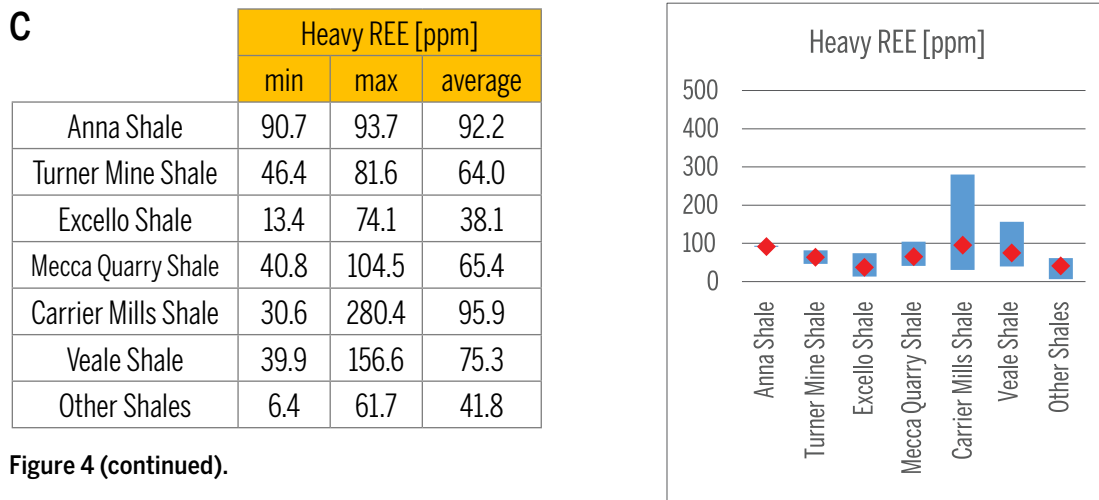 C
Heavy REE [ppm]
min max average
Anna Shale 90.7 93.7 92.2
Turner Mine Shale 46.4 81.6 64.0
Excello Shale 13.4 74.1 38.1
Mecca Quarry Shale 40.8 104.5 65.4
Carrier Mills Shale 30.6 280.4 95.9
Veale Shale 39.9 156.6 75.3
Other Shales 6.4 61.7 41.8
Figure 4 (continued).
Heavy REE [ppm]
500
400
300
200
100
0
Anna Shale
Turner Mine Shale
Excello Shale
Mecca Quarry Shale
Carrier Mills Shale
Veale Shale
Other Shales